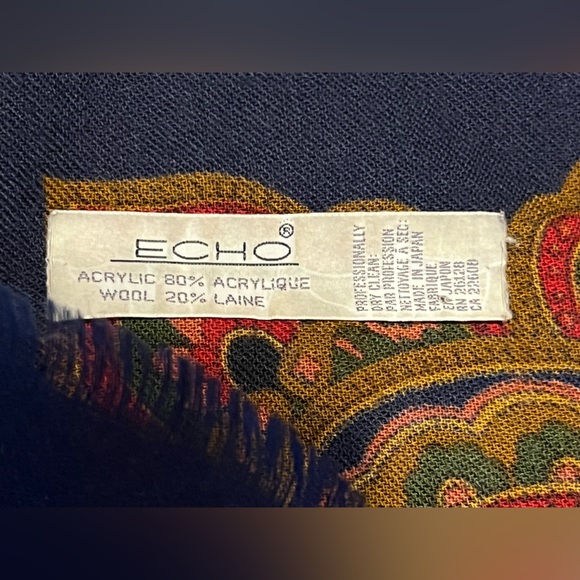 ECHO®
ACRYLIC 80% ACRYLIQUE
WOOL 20% LAINE
PROFESSIONALLY
DRY CLEAN:
PAR PROFESSION
NETTOYAGE A SEC:
MADE IN JAPAN
FABRIQUE
EN JAPON
RN 26128
CA 22608